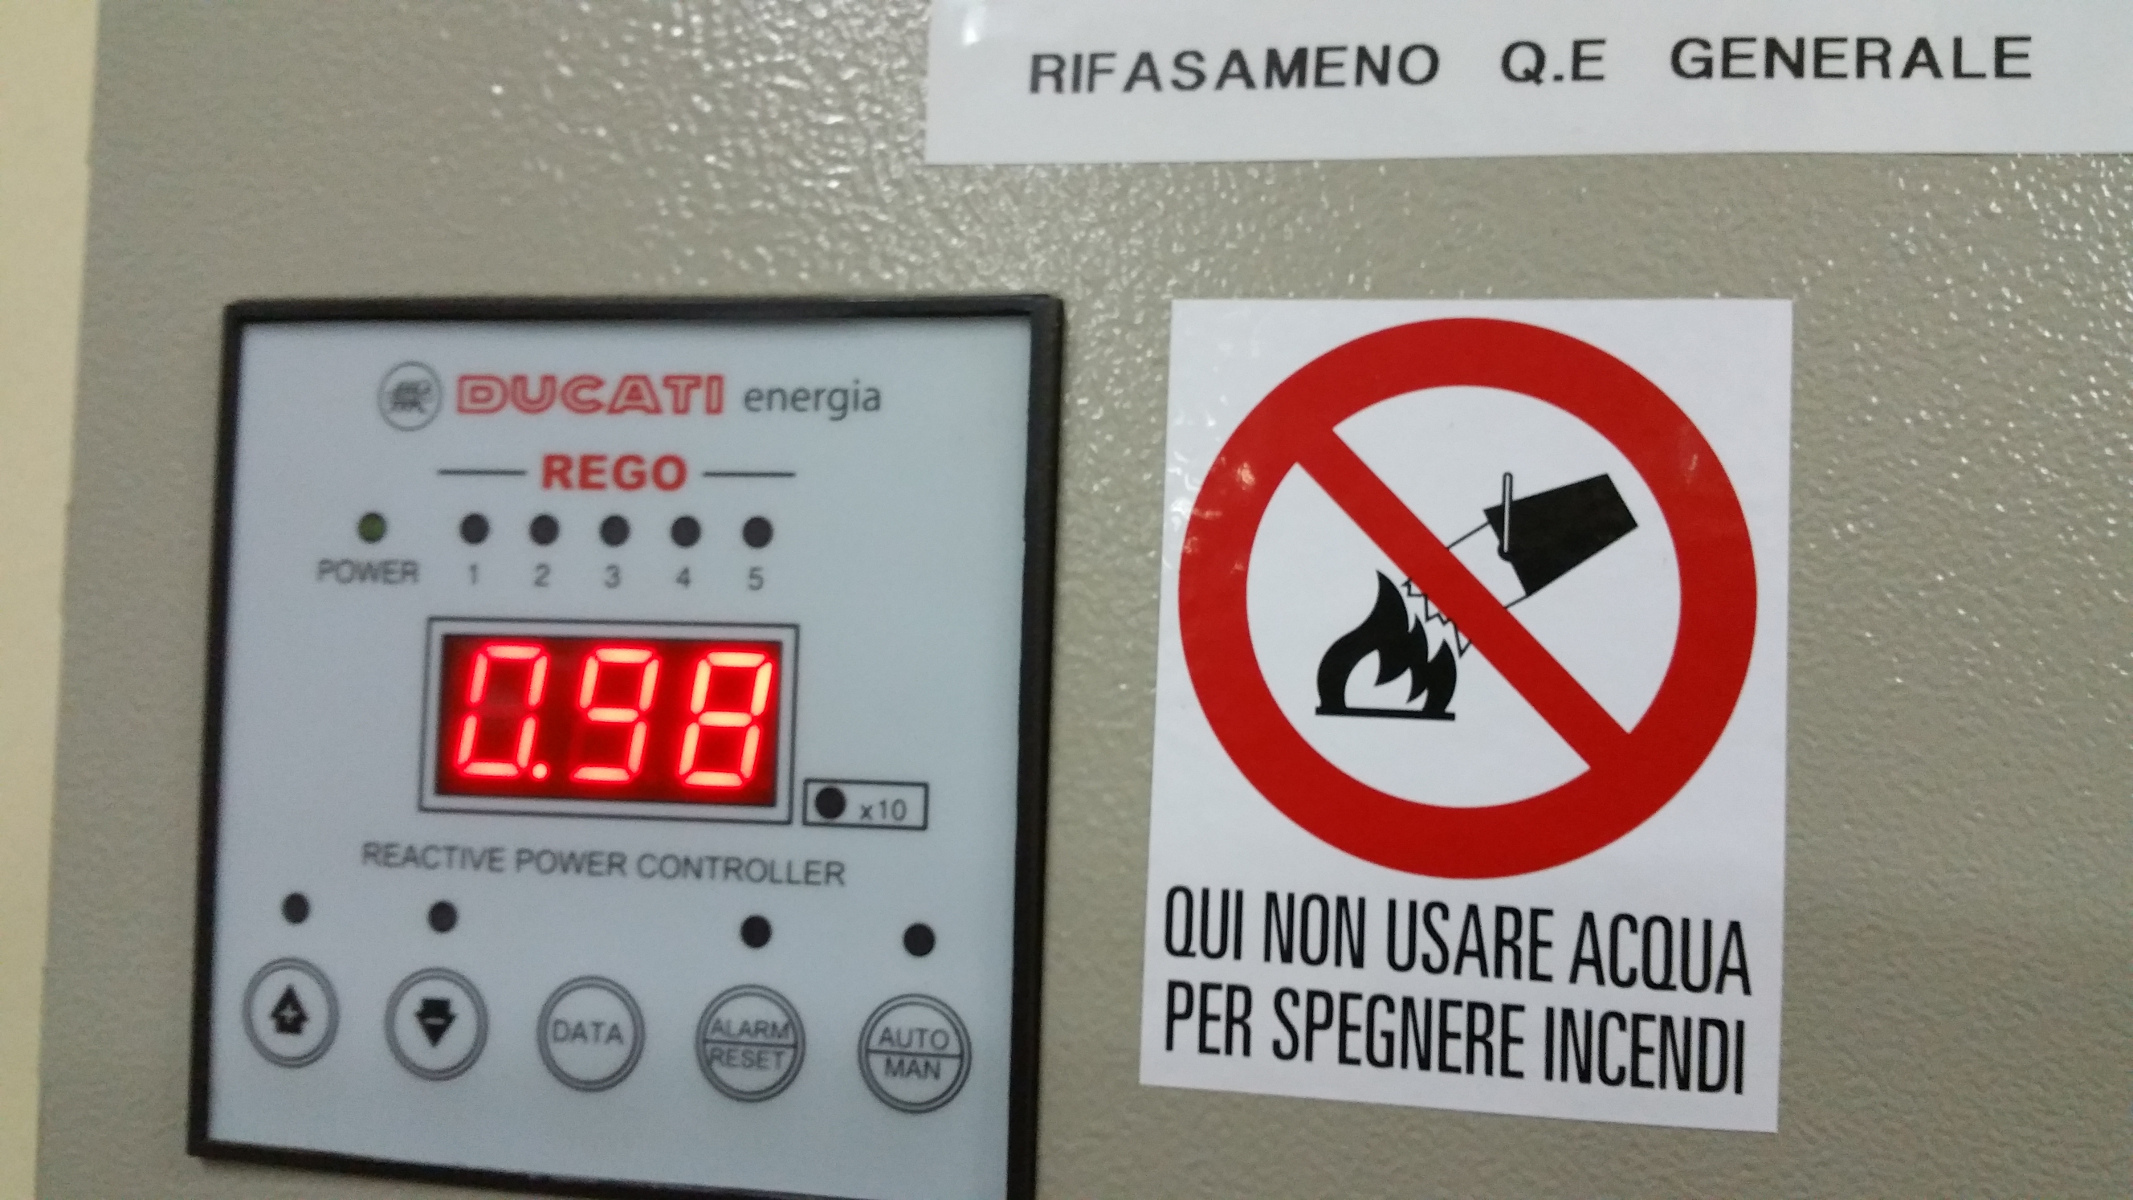 RIFASAMENO Q.E GENERALE
DUCATI energia
REGO
POWER 1 2 3 4 5
0.98
x10
REACTIVE POWER CONTROLLER
DATA
ALARM
RESET
AUTO
MAN
QUI NON USARE ACQUA
PER SPEGNERE INCENDI